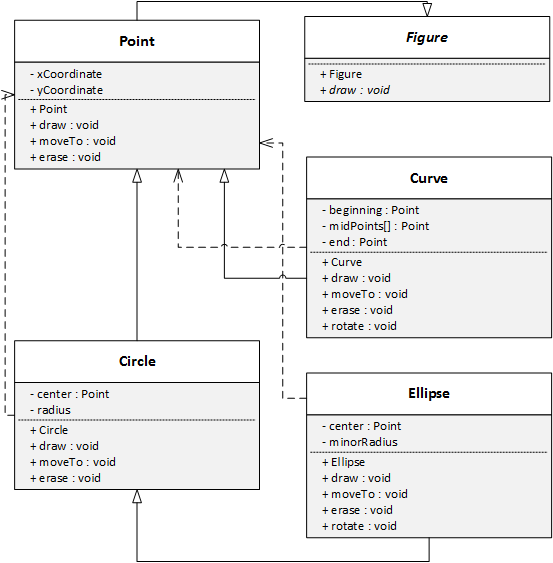 Point
- xCoordinate
- yCoordinate
+ Point
+ draw : void
+ moveTo : void
+ erase : void
Figure
+ Figure
+ draw : void
Curve
- beginning : Point
- midPoints[] : Point
- end : Point
+ Curve
+ draw : void
+ moveTo : void
+ erase : void
+ rotate : void
Circle
- center : Point
- radius
+ Circle
+ draw : void
+ moveTo : void
+ erase : void
Ellipse
- center : Point
- minorRadius
+ Ellipse
+ draw : void
+ moveTo : void
+ erase : void
+ rotate : void